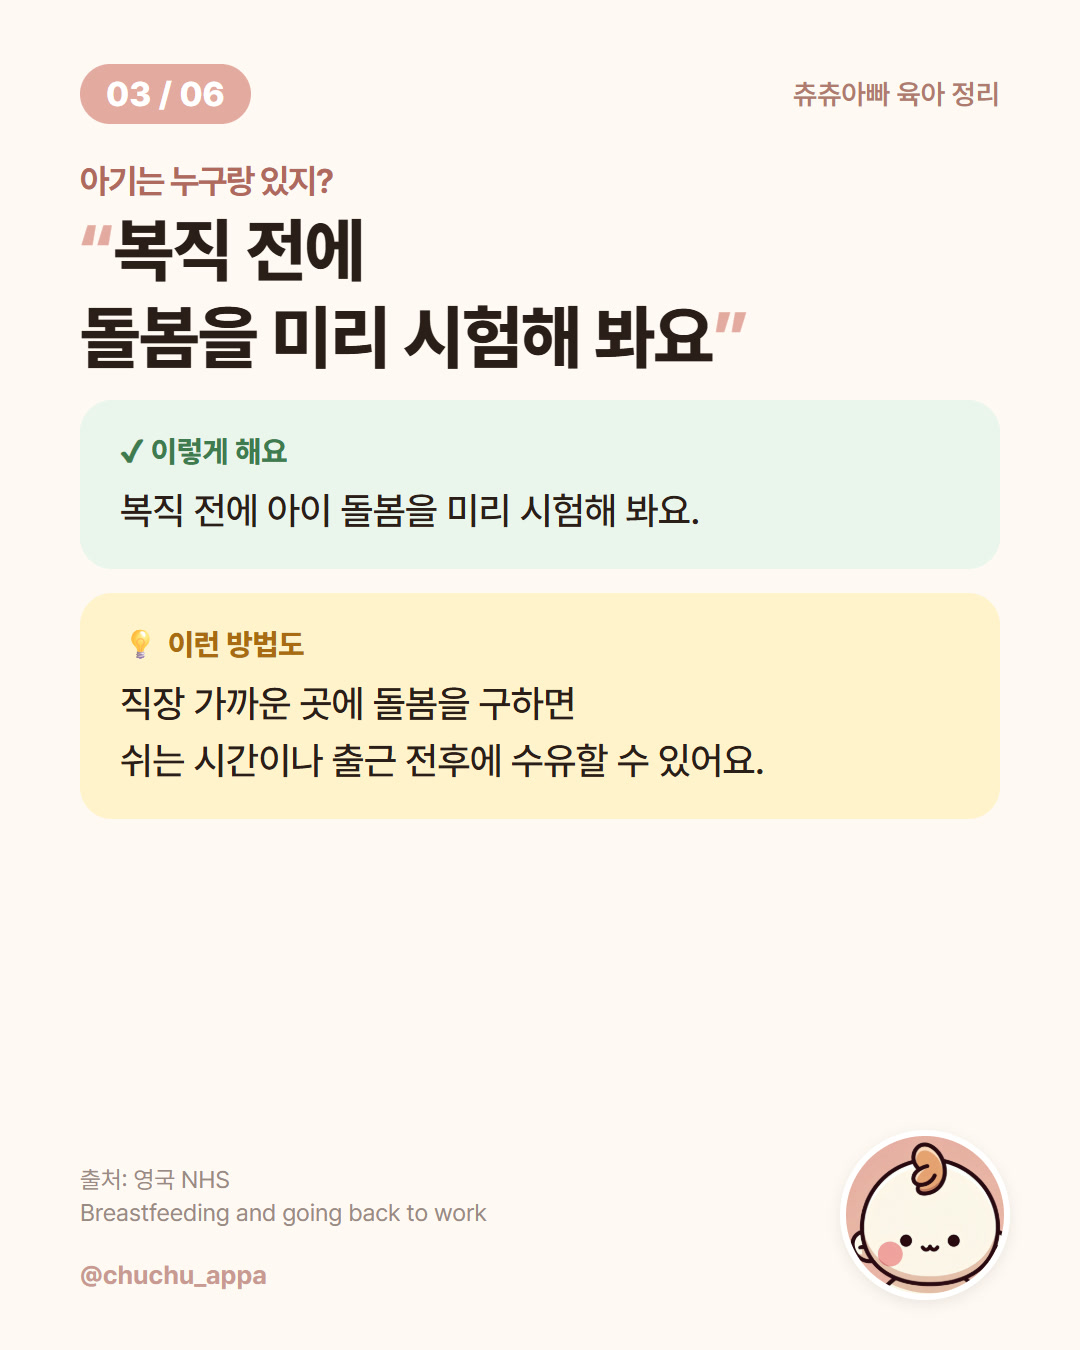 03 / 06
츄츄아빠 육아 정리
아기는 누구랑 있지?
“복직 전에
돌봄을 미리 시험해 봐요”
✓ 이렇게 해요
복직 전에 아이 돌봄을 미리 시험해 봐요.
💡 이런 방법도
직장 가까운 곳에 돌봄을 구하면
쉬는 시간이나 출근 전후에 수유할 수 있어요.
출처: 영국 NHS
Breastfeeding and going back to work
@chuchu_appa